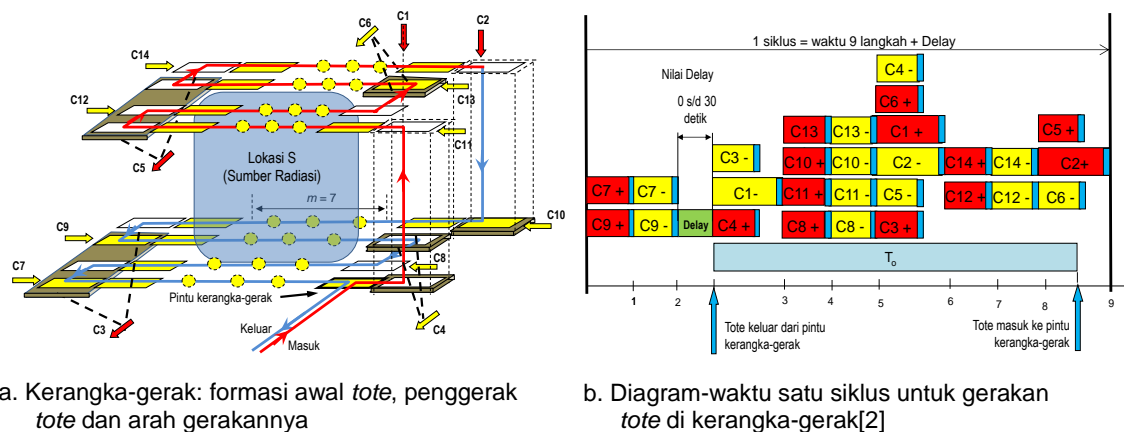 C6
C1
C2
C14
C12
C13
C11
C5
Lokasi S
(Sumber Radiasi)
m = 7
C9
C10
C7
C8
Pintu kerangka-gerak
C3
C4
Keluar
Masuk
a. Kerangka-gerak: formasi awal tote, penggerak
tote dan arah gerakannya
1 siklus = waktu 9 langkah + Delay
Nilai Delay
0 s/d 30
detik
C4 -
C6 +
C13 C13 - C1 + C5 +
C3 - C10 + C10 - C2 - C14 + C14 - C2+
C7 + C7 - C1- C11 + C11 - C5 - C12 + C12 - C6 -
C9 + C9 - Delay C4 + C8 + C8 - C3 +
To
1 2 3 4 5 6 7 8 9
Tote keluar dari pintu
kerangka-gerak
Tote masuk ke pintu
kerangka-gerak
b. Diagram-waktu satu siklus untuk gerakan
tote di kerangka-gerak[2]